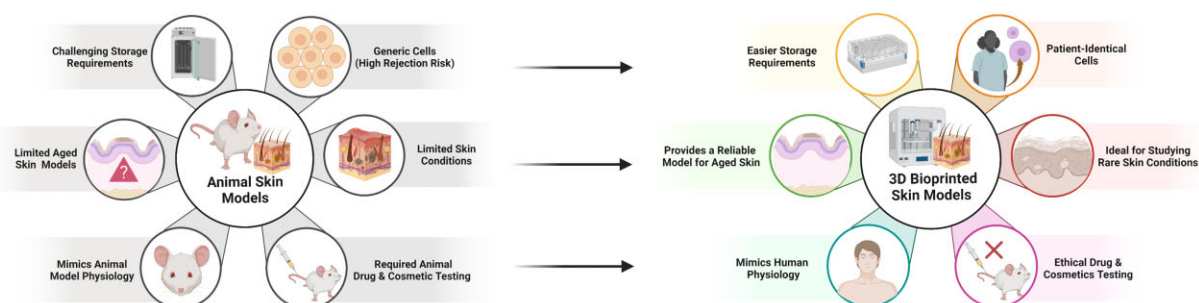 Challenging Storage
Requirements
Generic Cells
(High Rejection Risk)
Limited Aged
Skin Models
?
Limited Skin
Conditions
Animal Skin
Models
Mimics Animal
Model Physiology
Required Animal
Drug & Cosmetic Testing
Easier Storage
Requirements
Patient-Identical
Cells
Provides a Reliable
Model for Aged Skin
Ideal for Studying
Rare Skin Conditions
3D Bioprinted
Skin Models
Mimics Human
Physiology
Ethical Drug &
Cosmetics Testing